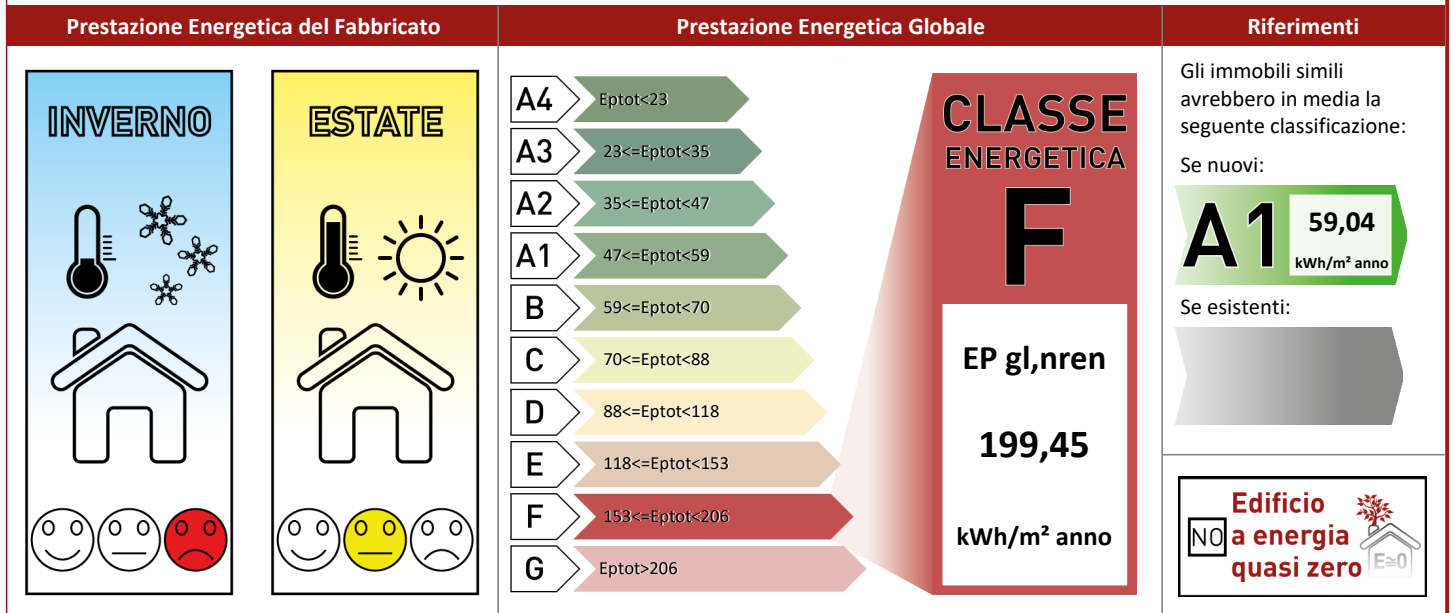 Prestazione Energetica del Fabbricato
Prestazione Energetica Globale
Riferimenti
INVERNO
ESTATE
A4 Eptot<23
A3 23<=Eptot<35
A2 35<=Eptot<47
A1 47<=Eptot<59
B 59<=Eptot<70
C 70<=Eptot<88
D 88<=Eptot<118
E 118<=Eptot<153
F 153<=Eptot<206
G Eptot>206
CLASSE
ENERGETICA
F
EP gl,nren
199,45
kWh/m² anno
Gli immobili simili
avrebbero in media la
seguente classificazione:
Se nuovi:
A1
59,04
kWh/m² anno
Se esistenti:
Edificio
NO a energia
quasi zero
E≅0